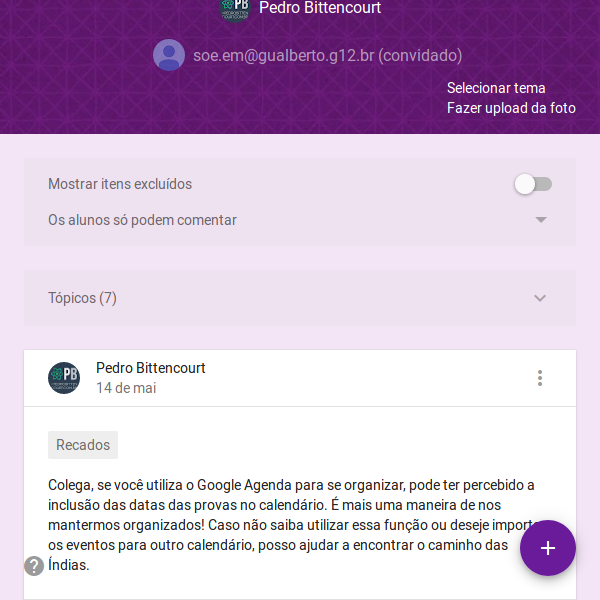 Pedro Bittencourt
soe.em@gualberto.g12.br (convidado)
Selecionar tema
Fazer upload da foto
Mostrar itens excluídos
Os alunos só podem comentar
Tópicos (7)
PB
Pedro Bittencourt
14 de mai
Recados
Colega, se você utiliza o Google Agenda para se organizar, pode ter percebido a
inclusão das datas das provas no calendário. É mais uma maneira de nos
mantermos organizados! Caso não saiba utilizar essa função ou deseje
os eventos para outro calendário, posso ajudar a encontrar o caminho das
Índias.